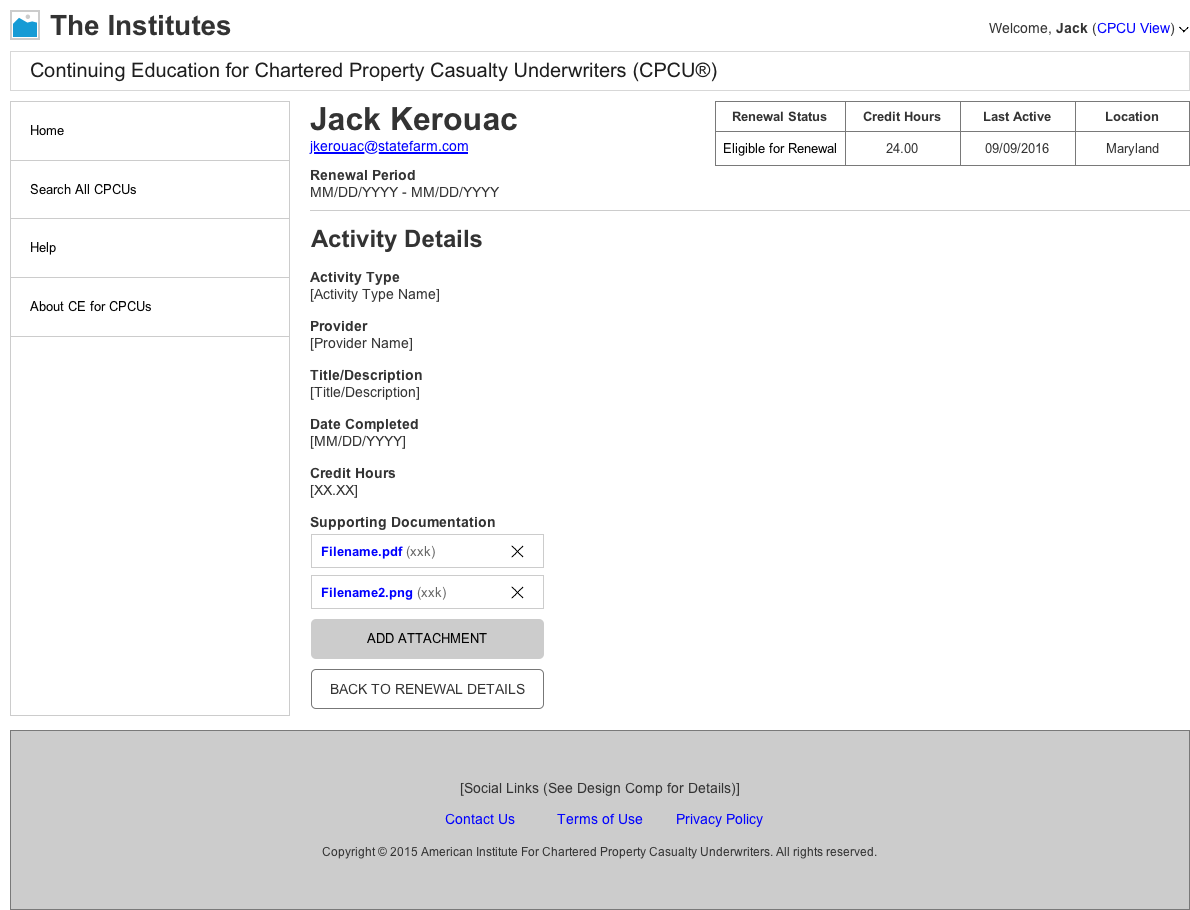 The Institutes
Welcome, Jack (CPCU View)
Continuing Education for Chartered Property Casualty Underwriters (CPCU®)
Home
Search All CPCUs
Help
About CE for CPCUs
Jack Kerouac
jkerouac@statefarm.com
Renewal Period
MM/DD/YYYY - MM/DD/YYYY
Renewal Status Credit Hours Last Active Location
Eligible for Renewal 24.00 09/09/2016 Maryland
Activity Details
Activity Type
[Activity Type Name]
Provider
[Provider Name]
Title/Description
[Title/Description]
Date Completed
[MM/DD/YYYY]
Credit Hours
[XX.XX]
Supporting Documentation
Filename.pdf (xxk)
Filename2.png (xxk)
ADD ATTACHMENT
BACK TO RENEWAL DETAILS
[Social Links (See Design Comp for Details)]
Contact Us Terms of Use Privacy Policy
Copyright © 2015 American Institute For Chartered Property Casualty Underwriters. All rights reserved.